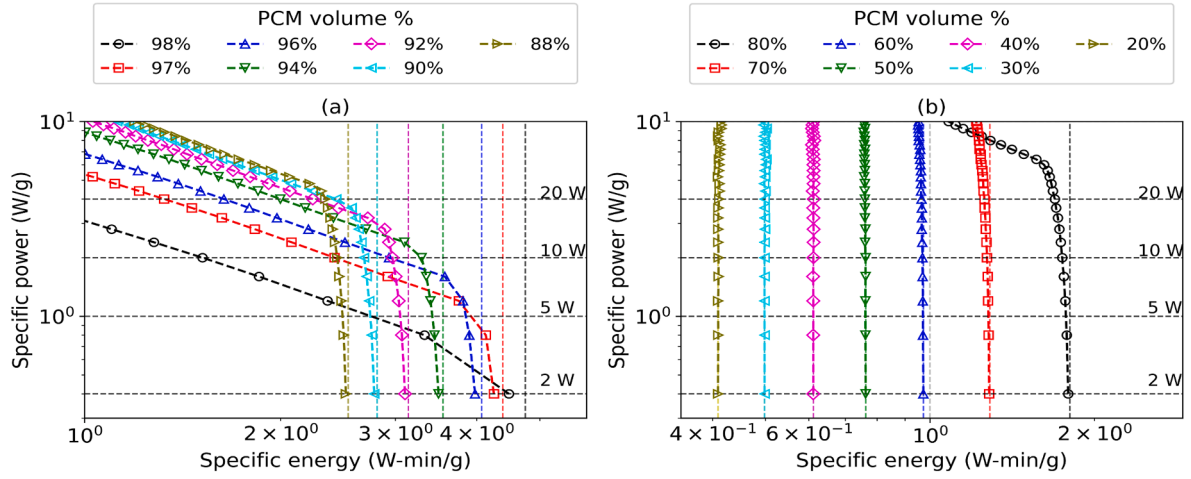 PCM volume %
98% 96% 92% 88%
97% 94% 90%
(a)
Specific power (W/g)
10¹
10⁰
20 W
10 W
5 W
2 W
10⁰ 2 × 10⁰ 3 × 10⁰ 4 × 10⁰
Specific energy (W-min/g)
PCM volume %
80% 60% 40% 20%
70% 50% 30%
(b)
Specific power (W/g)
10¹
10⁰
20 W
10 W
5 W
2 W
4 × 10⁻¹ 6 × 10⁻¹ 10⁰ 2 × 10⁰
Specific energy (W-min/g)